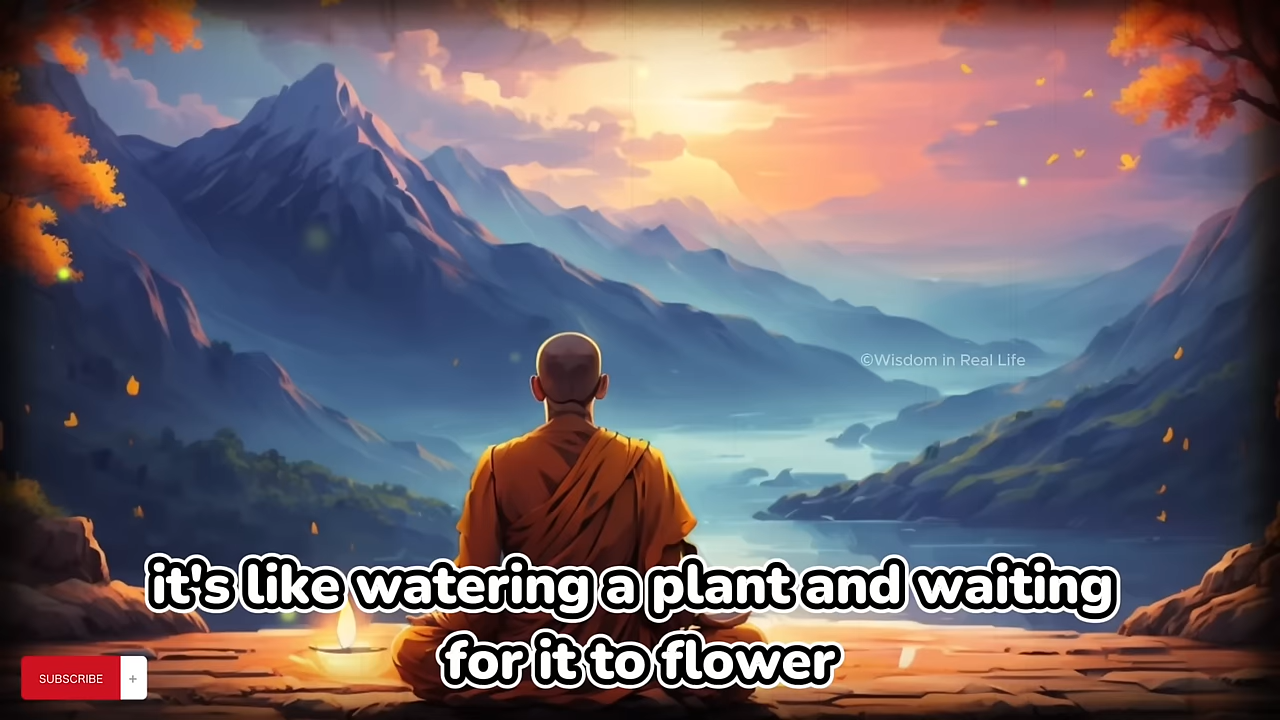 ©Wisdom in Real Life
it's like watering a plant and waiting
for it to flower
SUBSCRIBE +